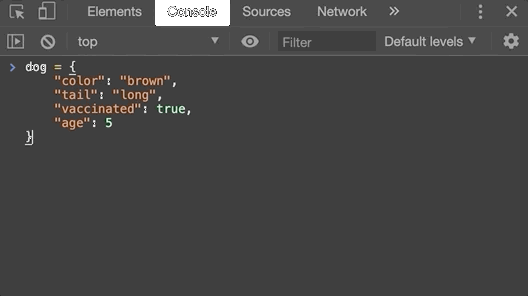 Elements Console Sources Network »
top Filter Default levels
> dog = {
"color": "brown",
"tail": "long",
"vaccinated": true,
"age": 5
}